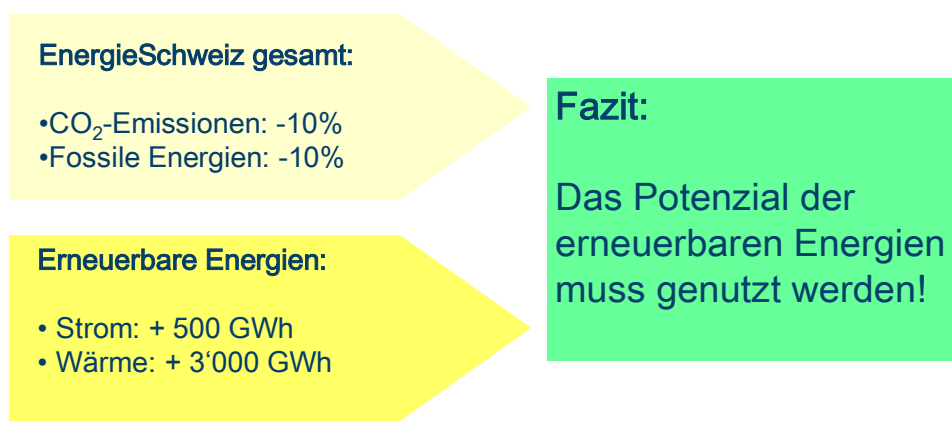 EnergieSchweiz gesamt:
•CO₂-Emissionen: -10%
•Fossile Energien: -10%
Erneuerbare Energien:
• Strom: + 500 GWh
• Wärme: + 3‘000 GWh
Fazit:
Das Potenzial der
erneuerbaren Energien
muss genutzt werden!